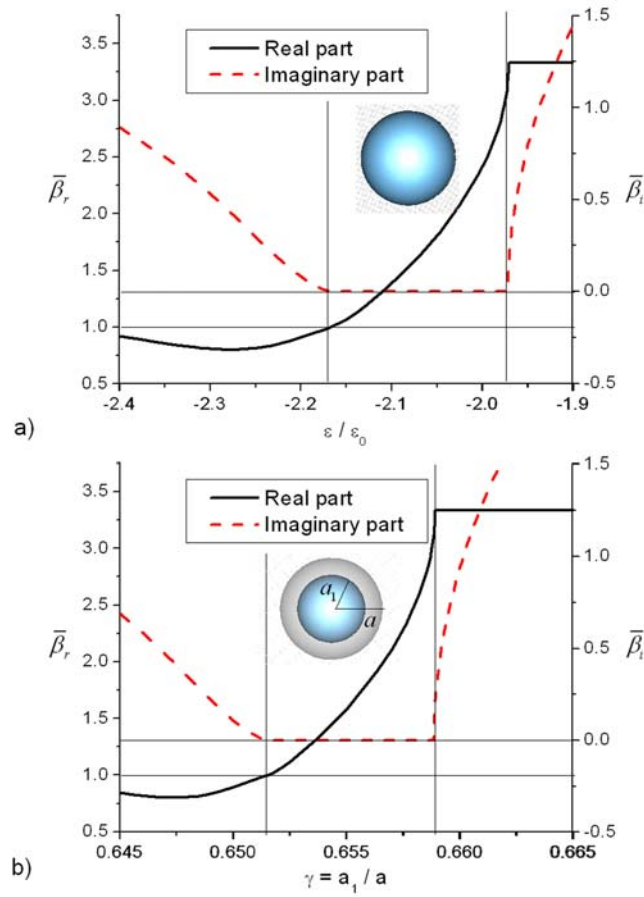 3.5
3.0
2.5
2.0
1.5
1.0
0.5
β̄r
Real part
Imaginary part
1.5
1.0
0.5
0.0
-0.5
β̄i
-2.4 -2.3 -2.2 -2.1 -2.0 -1.9
a)
ε / ε0
3.5
3.0
2.5
2.0
1.5
1.0
0.5
β̄r
Real part
Imaginary part
a1
a
1.5
1.0
0.5
0.0
-0.5
β̄i
0.645 0.650 0.655 0.660 0.665
b)
γ = a1 / a